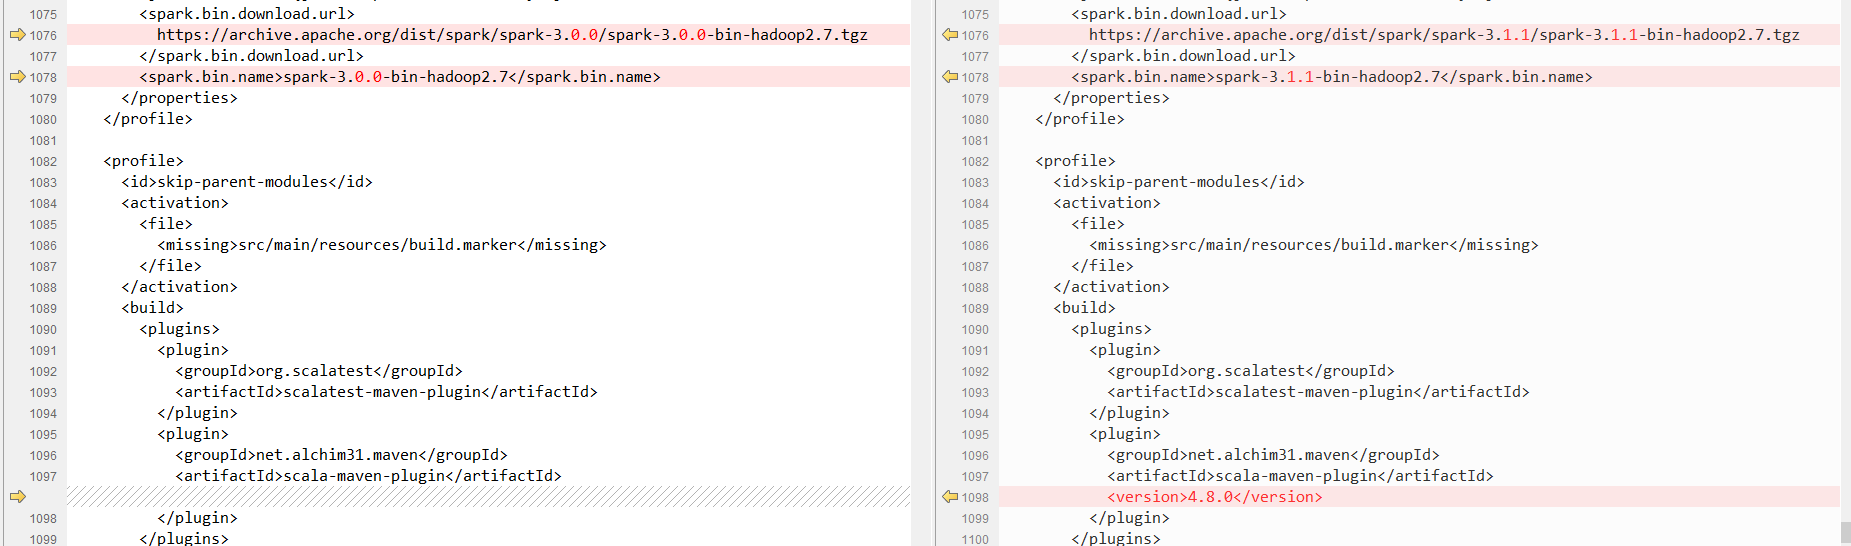 1075 <spark.bin.download.url>
1076 https://archive.apache.org/dist/spark/spark-3.0.0/spark-3.0.0-bin-hadoop2.7.tgz
1077 </spark.bin.download.url>
1078 <spark.bin.name>spark-3.0.0-bin-hadoop2.7</spark.bin.name>
1079 </properties>
1080 </profile>
1081
1082 <profile>
1083 <id>skip-parent-modules</id>
1084 <activation>
1085 <file>
1086 <missing>src/main/resources/build.marker</missing>
1087 </file>
1088 </activation>
1089 <build>
1090 <plugins>
1091 <plugin>
1092 <groupId>org.scalatest</groupId>
1093 <artifactId>scalatest-maven-plugin</artifactId>
1094 </plugin>
1095 <plugin>
1096 <groupId>net.alchim31.maven</groupId>
1097 <artifactId>scala-maven-plugin</artifactId>
1098 </plugin>
1099 </plugins>
1075 <spark.bin.download.url>
1076 https://archive.apache.org/dist/spark/spark-3.1.1/spark-3.1.1-bin-hadoop2.7.tgz
1077 </spark.bin.download.url>
1078 <spark.bin.name>spark-3.1.1-bin-hadoop2.7</spark.bin.name>
1079 </properties>
1080 </profile>
1081
1082 <profile>
1083 <id>skip-parent-modules</id>
1084 <activation>
1085 <file>
1086 <missing>src/main/resources/build.marker</missing>
1087 </file>
1088 </activation>
1089 <build>
1090 <plugins>
1091 <plugin>
1092 <groupId>org.scalatest</groupId>
1093 <artifactId>scalatest-maven-plugin</artifactId>
1094 </plugin>
1095 <plugin>
1096 <groupId>net.alchim31.maven</groupId>
1097 <artifactId>scala-maven-plugin</artifactId>
1098 <version>4.8.0</version>
1099 </plugin>
1100 </plugins>